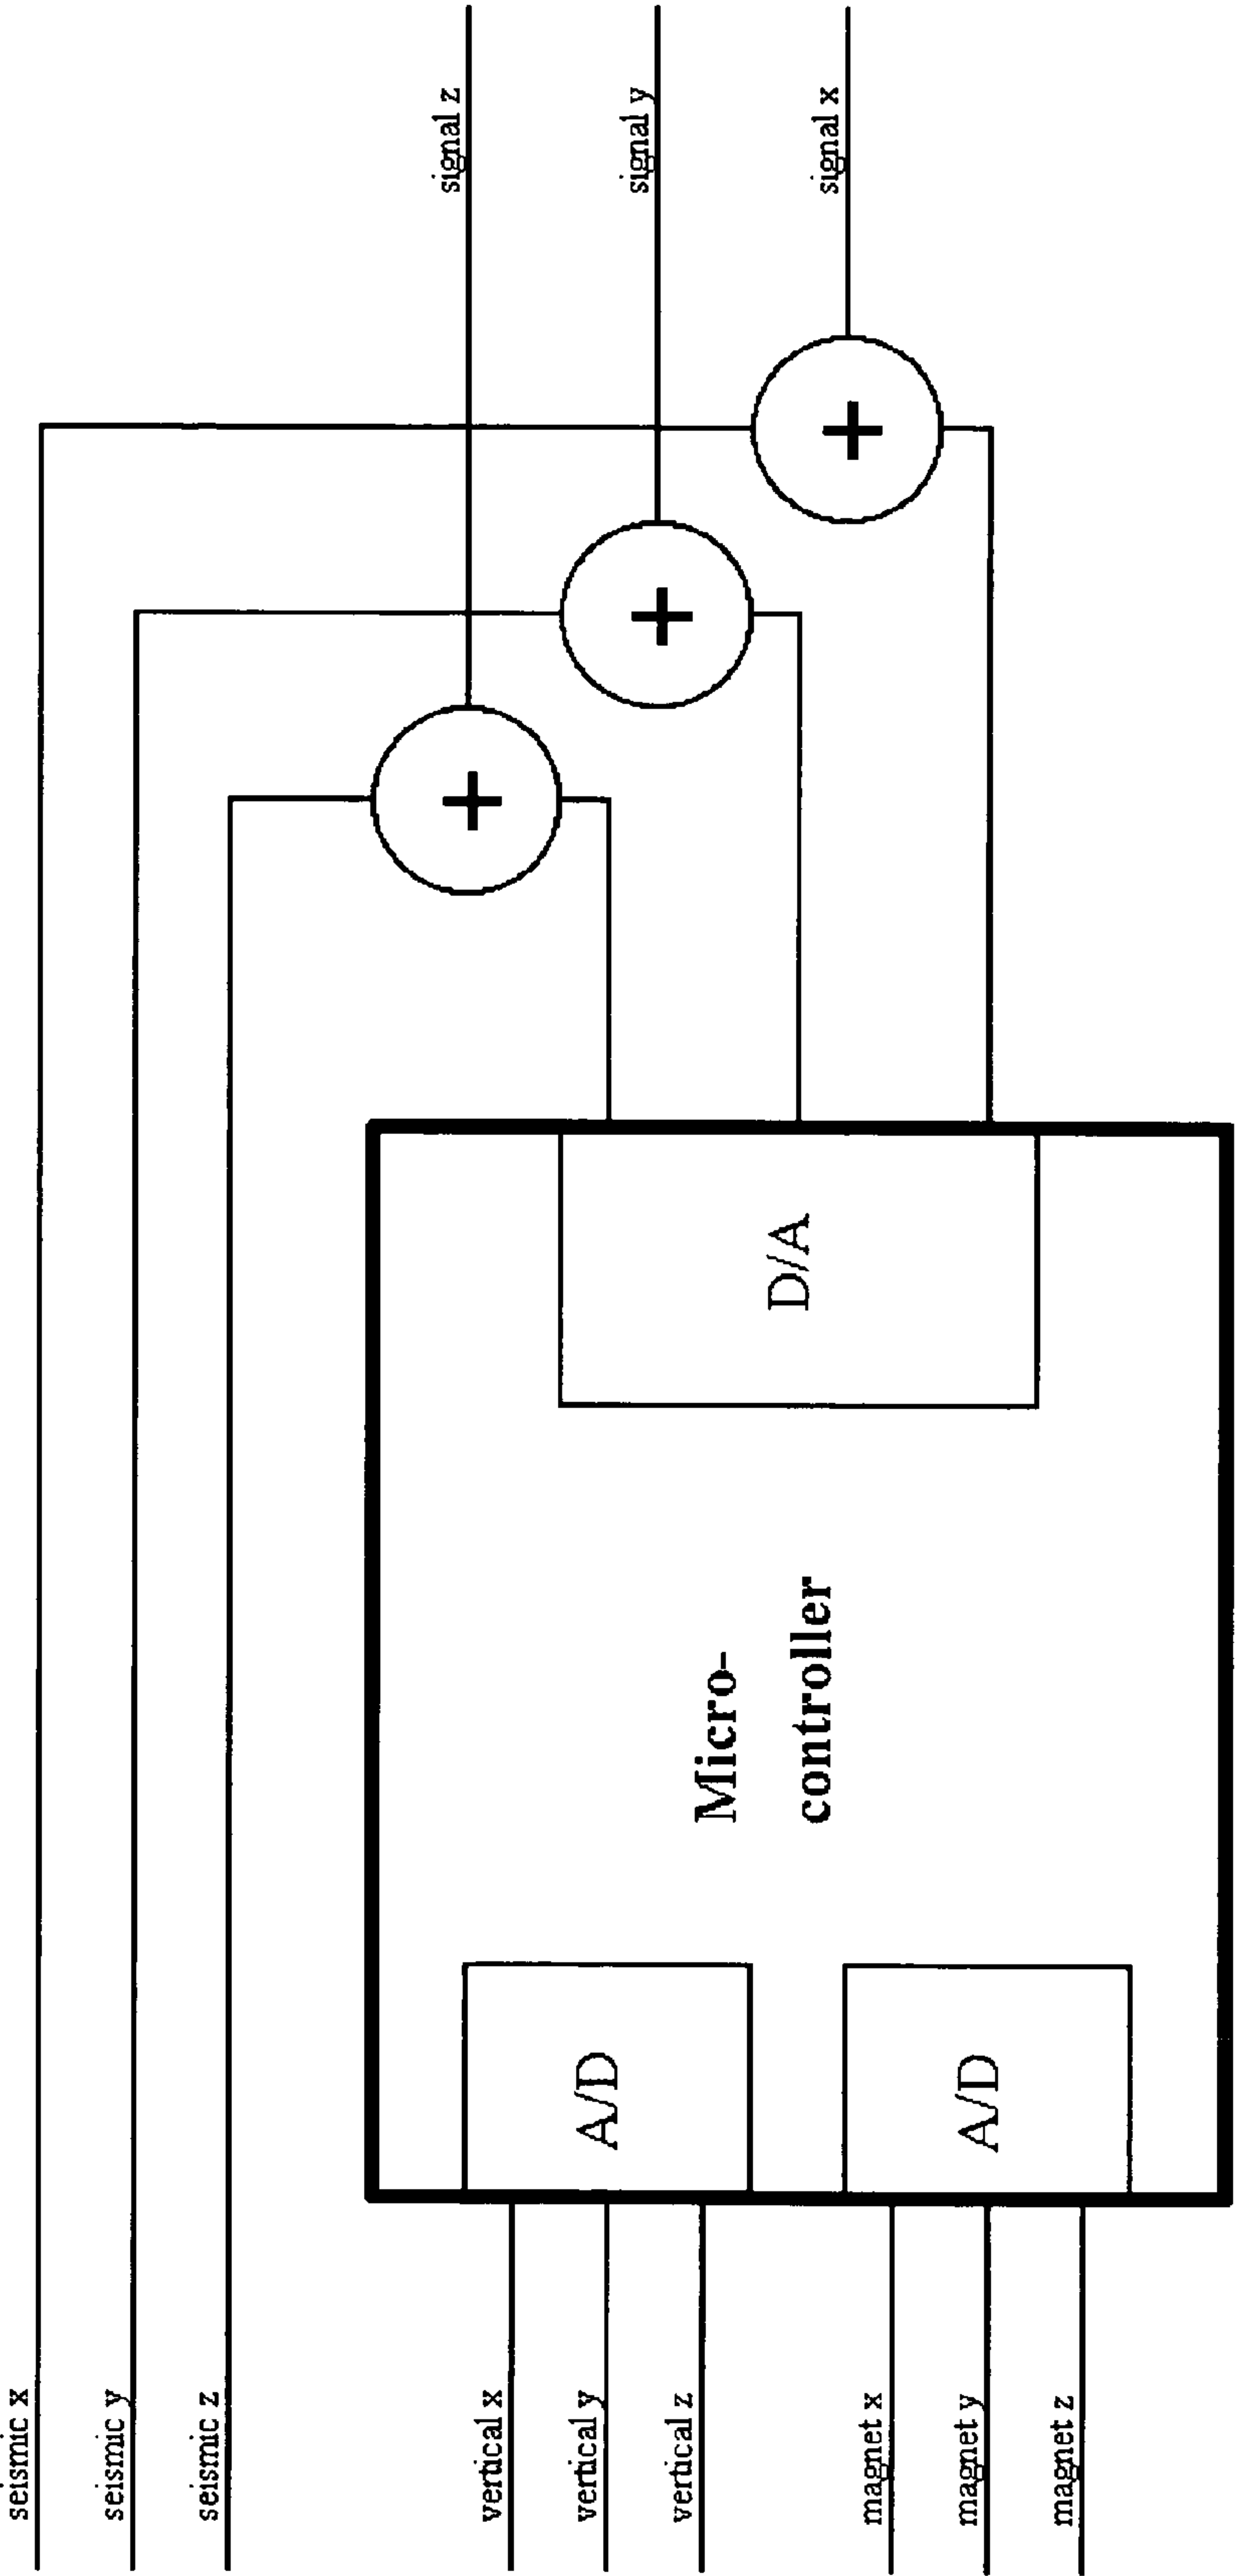 seismic x
seismic y
seismic z
vertical x
vertical y
vertical z
magnet x
magnet y
magnet z
A/D
A/D
Micro-
controller
D/A
+
+
+
signal z
signal y
signal x